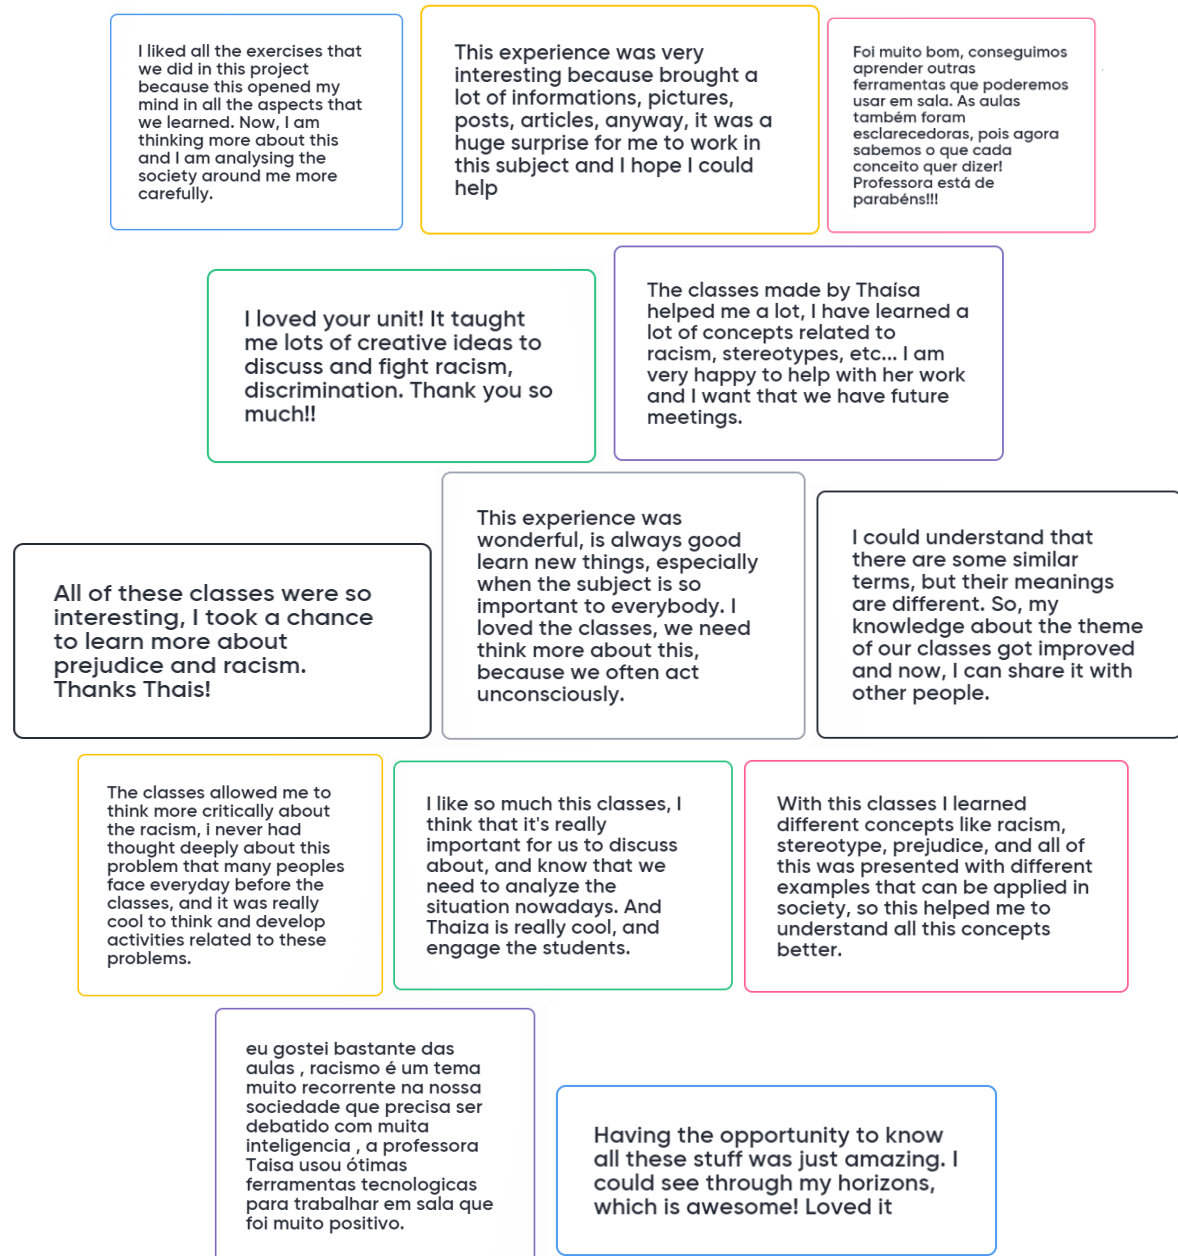 I liked all the exercises that
we did in this project
because this opened my
mind in all the aspects that
we learned. Now, I am
thinking more about this
and I am analysing the
society around me more
carefully.
This experience was very
interesting because brought a
lot of informations, pictures,
posts, articles, anyway, it was a
huge surprise for me to work in
this subject and I hope I could
help
Foi muito bom, conseguimos
aprender outras
ferramentas que poderemos
usar em sala. As aulas
também foram
esclarecedoras, pois agora
sabemos o que cada
conceito quer dizer!
Professora está de
parabéns!!!
I loved your unit! It taught
me lots of creative ideas to
discuss and fight racism,
discrimination. Thank you so
much!!
The classes made by Thaísa
helped me a lot, I have learned a
lot of concepts related to
racism, stereotypes, etc... I am
very happy to help with her work
and I want that we have future
meetings.
All of these classes were so
interesting, I took a chance
to learn more about
prejudice and racism.
Thanks Thais!
This experience was
wonderful, is always good
learn new things, especially
when the subject is so
important to everybody. I
loved the classes, we need
think more about this,
because we often act
unconsciously.
I could understand that
there are some similar
terms, but their meanings
are different. So, my
knowledge about the theme
of our classes got improved
and now, I can share it with
other people.
The classes allowed me to
think more critically about
the racism, i never had
thought deeply about this
problem that many peoples
face everyday before the
classes, and it was really
cool to think and develop
activities related to these
problems.
I like so much this classes, I
think that it's really
important for us to discuss
about, and know that we
need to analyze the
situation nowadays. And
Thaiza is really cool, and
engage the students.
With this classes I learned
different concepts like racism,
stereotype, prejudice, and all of
this was presented with different
examples that can be applied in
society, so this helped me to
understand all this concepts
better.
eu gostei bastante das
aulas , racismo é um tema
muito recorrente na nossa
sociedade que precisa ser
debatido com muita
inteligencia , a professora
Taisa usou ótimas
ferramentas tecnologicas
para trabalhar em sala que
foi muito positivo.
Having the opportunity to know
all these stuff was just amazing. I
could see through my horizons,
which is awesome! Loved it